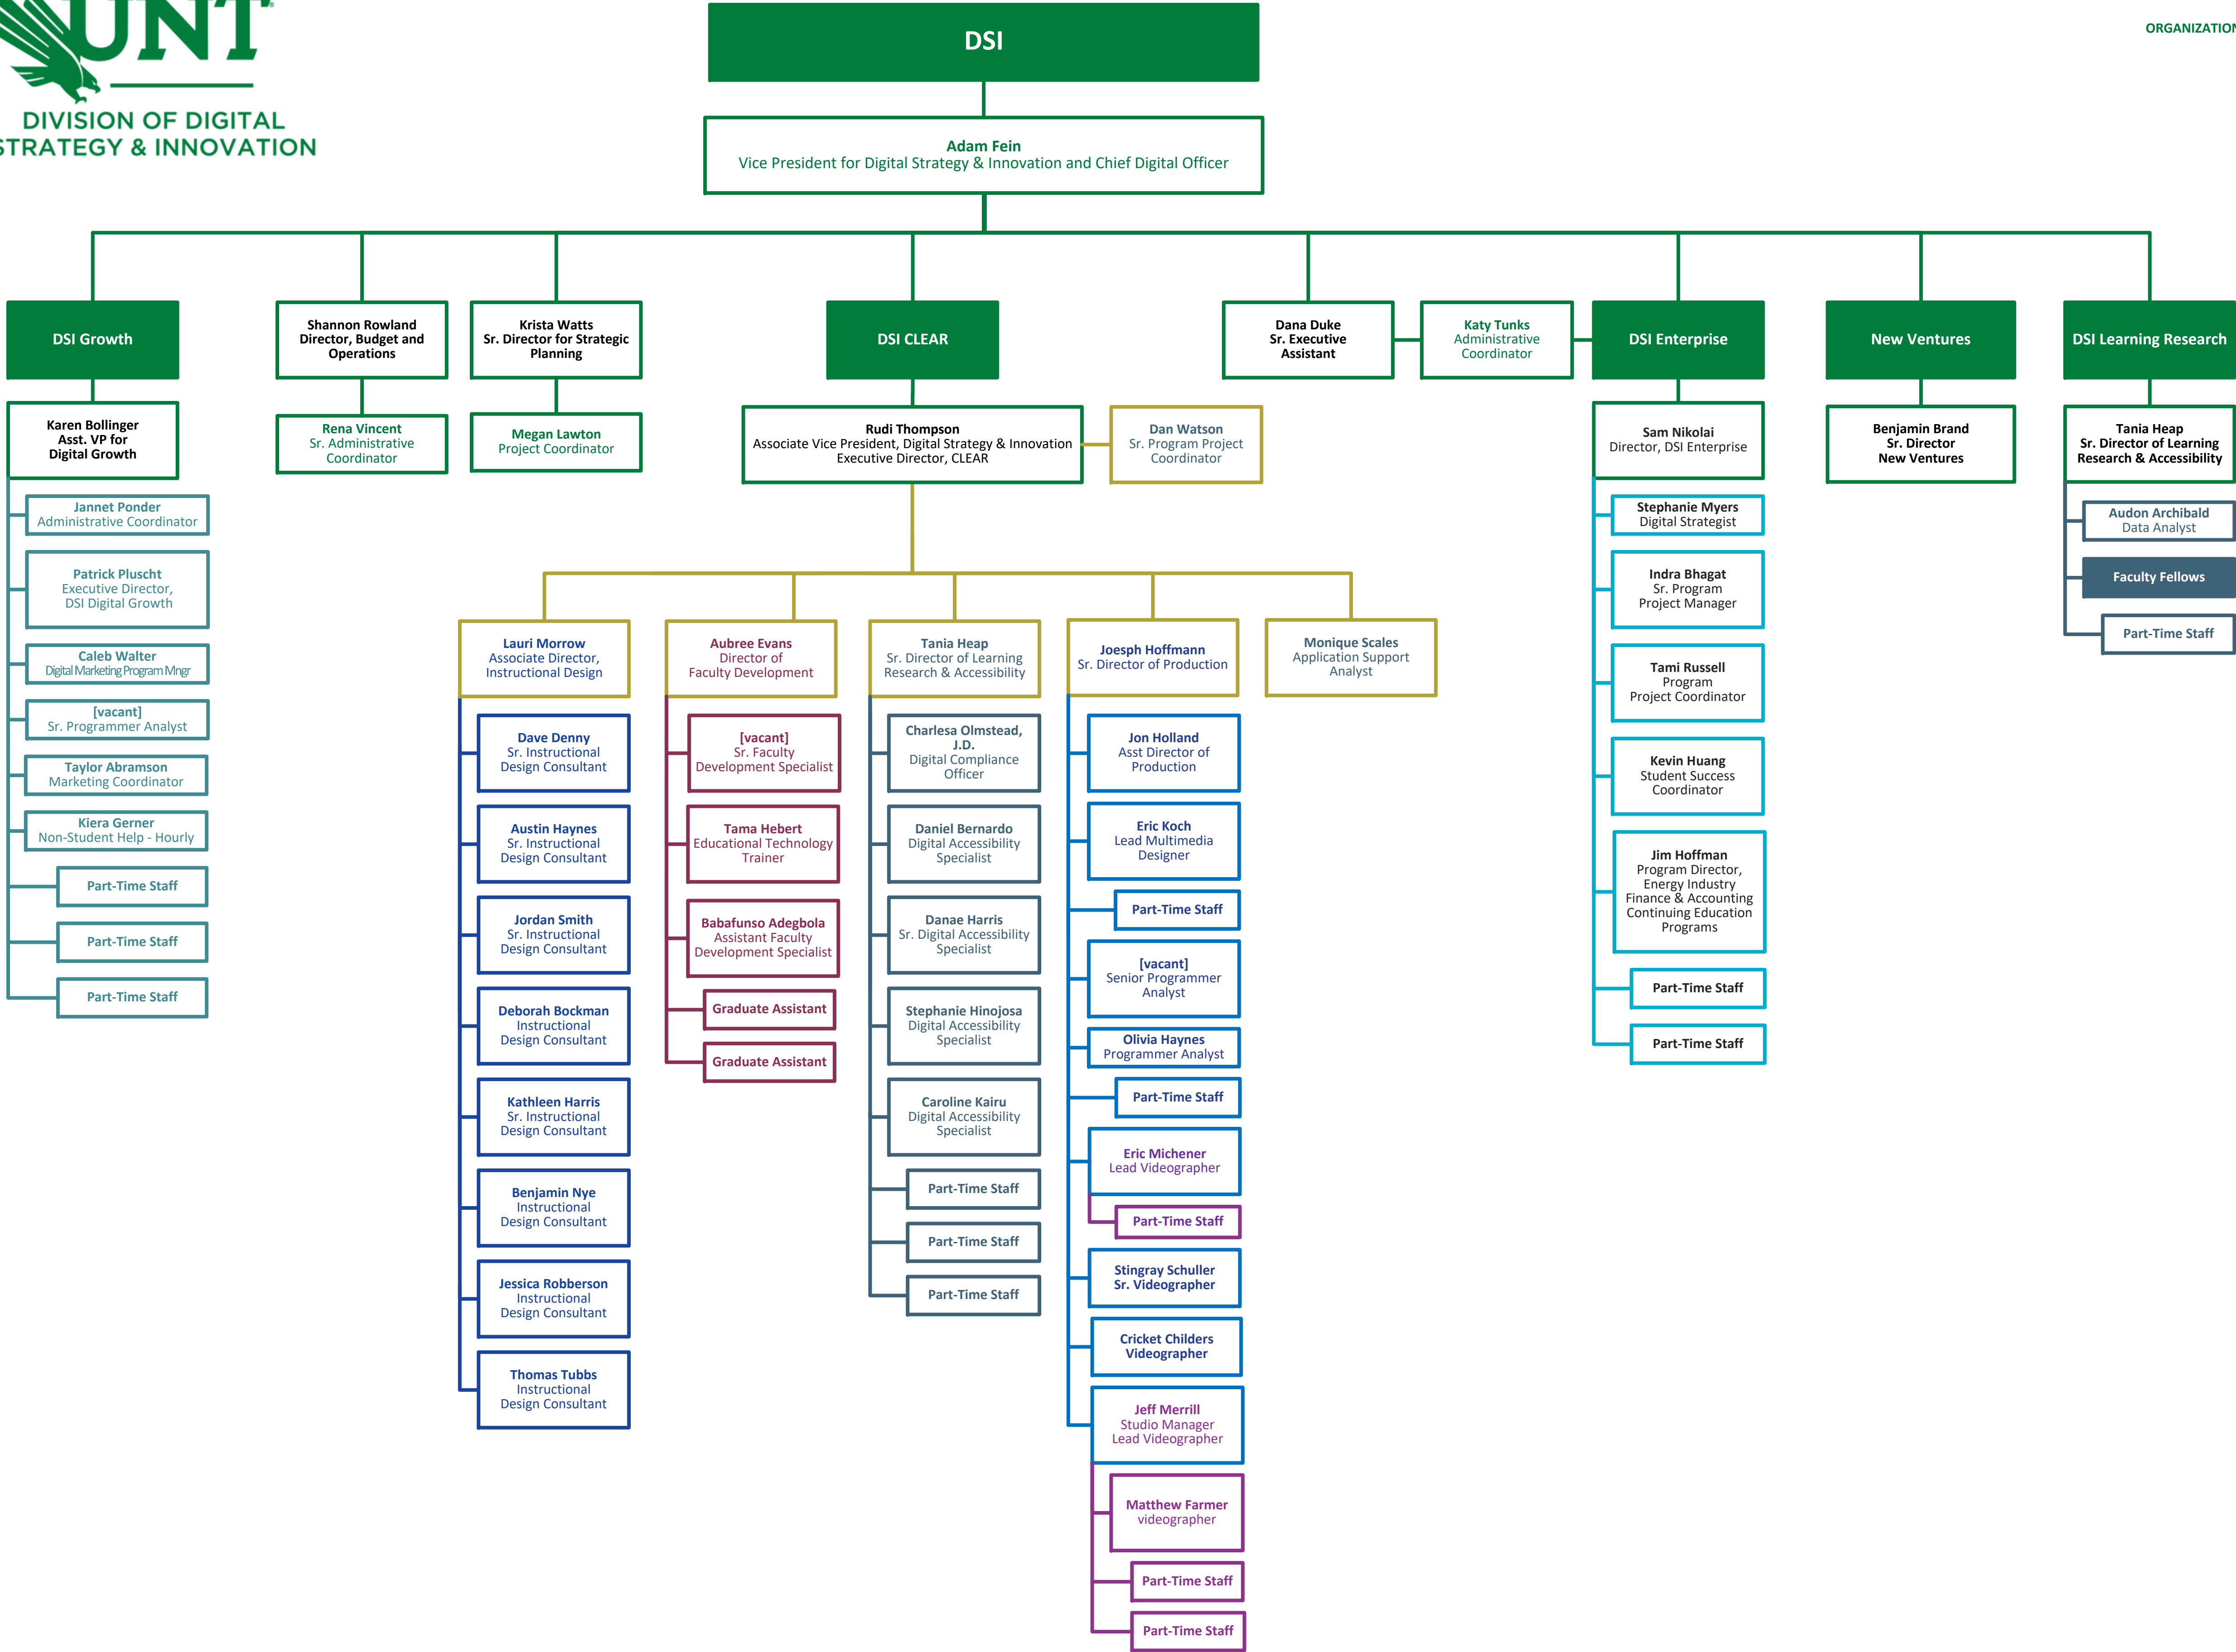 UNT
DIVISION OF DIGITAL
STRATEGY & INNOVATION
DSI
ORGANIZATION
Adam Fein
Vice President for Digital Strategy & Innovation and Chief Digital Officer
DSI Growth
Karen Bollinger
Asst. VP for
Digital Growth
Jannet Ponder
Administrative Coordinator
Patrick Pluscht
Executive Director,
DSI Digital Growth
Caleb Walter
Digital Marketing Program Mngr
[vacant]
Sr. Programmer Analyst
Taylor Abramson
Marketing Coordinator
Kiera Gerner
Non-Student Help - Hourly
Part-Time Staff
Part-Time Staff
Part-Time Staff
Shannon Rowland
Director, Budget and
Operations
Rena Vincent
Sr. Administrative
Coordinator
Krista Watts
Sr. Director for Strategic
Planning
Megan Lawton
Project Coordinator
DSI CLEAR
Rudi Thompson
Associate Vice President, Digital Strategy & Innovation
Executive Director, CLEAR
Dan Watson
Sr. Program Project
Coordinator
Lauri Morrow
Associate Director,
Instructional Design
Dave Denny
Sr. Instructional
Design Consultant
Austin Haynes
Sr. Instructional
Design Consultant
Jordan Smith
Sr. Instructional
Design Consultant
Deborah Bockman
Instructional
Design Consultant
Kathleen Harris
Sr. Instructional
Design Consultant
Benjamin Nye
Instructional
Design Consultant
Jessica Robberson
Instructional
Design Consultant
Thomas Tubbs
Instructional
Design Consultant
Aubree Evans
Director of
Faculty Development
[vacant]
Sr. Faculty
Development Specialist
Tama Hebert
Educational Technology
Trainer
Babafunso Adegbola
Assistant Faculty
Development Specialist
Graduate Assistant
Graduate Assistant
Tania Heap
Sr. Director of Learning
Research & Accessibility
Charlesa Olmstead,
J.D.
Digital Compliance
Officer
Daniel Bernardo
Digital Accessibility
Specialist
Danae Harris
Sr. Digital Accessibility
Specialist
Stephanie Hinojosa
Digital Accessibility
Specialist
Caroline Kairu
Digital Accessibility
Specialist
Part-Time Staff
Part-Time Staff
Part-Time Staff
Joesph Hoffmann
Sr. Director of Production
Jon Holland
Asst Director of
Production
Eric Koch
Lead Multimedia
Designer
Part-Time Staff
[vacant]
Senior Programmer
Analyst
Olivia Haynes
Programmer Analyst
Part-Time Staff
Eric Michener
Lead Videographer
Part-Time Staff
Stingray Schuller
Sr. Videographer
Cricket Childers
Videographer
Jeff Merrill
Studio Manager
Lead Videographer
Matthew Farmer
videographer
Part-Time Staff
Part-Time Staff
Monique Scales
Application Support
Analyst
Dana Duke
Sr. Executive
Assistant
Katy Tunks
Administrative
Coordinator
DSI Enterprise
Sam Nikolai
Director, DSI Enterprise
Stephanie Myers
Digital Strategist
Indra Bhagat
Sr. Program
Project Manager
Tami Russell
Program
Project Coordinator
Kevin Huang
Student Success
Coordinator
Jim Hoffman
Program Director,
Energy Industry
Finance & Accounting
Continuing Education
Programs
Part-Time Staff
Part-Time Staff
New Ventures
Benjamin Brand
Sr. Director
New Ventures
DSI Learning Research
Tania Heap
Sr. Director of Learning
Research & Accessibility
Audon Archibald
Data Analyst
Faculty Fellows
Part-Time Staff